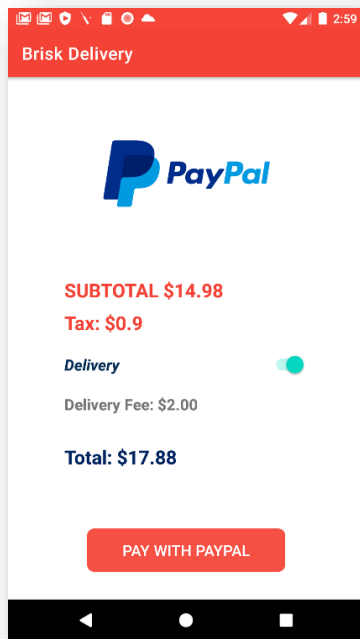 2:59
Brisk Delivery
PayPal
SUBTOTAL $14.98
Tax: $0.9
Delivery
Delivery Fee: $2.00
Total: $17.88
PAY WITH PAYPAL